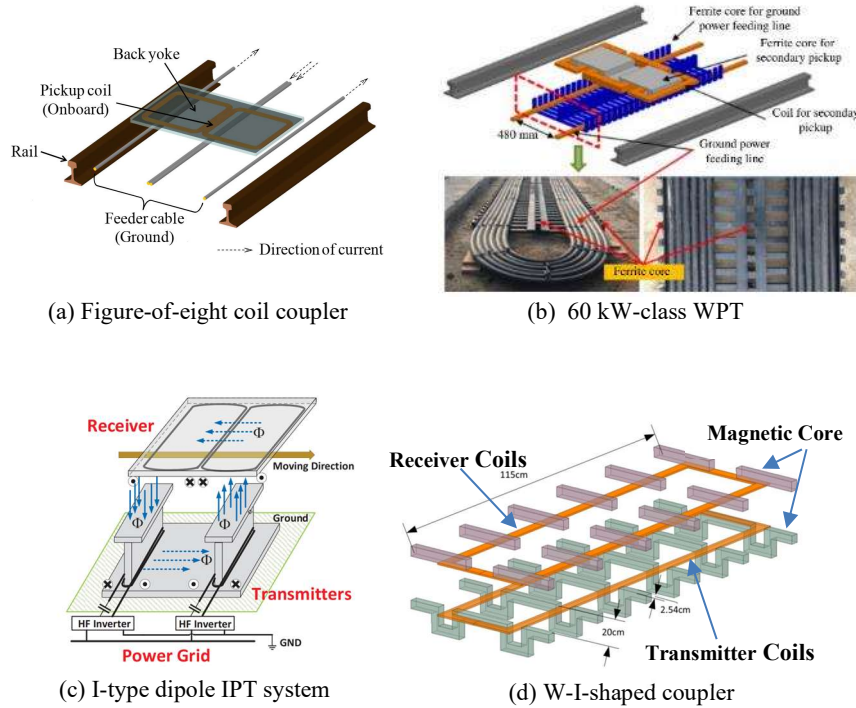 Back yoke
Pickup coil
(Onboard)
Rail
Feeder cable
(Ground)
Direction of current
(a) Figure-of-eight coil coupler
Ferrite core for ground
power feeding line
Ferrite core for
secondary pickup
Coil for secondary
pickup
480 mm
Ground power
feeding line
Ferrite core
(b) 60 kW-class WPT
Receiver
Φ
Moving Direction
Φ
Φ
Ground
Φ
Transmitters
HF Inverter
HF Inverter
GND
Power Grid
(c) I-type dipole IPT system
Magnetic Core
Receiver Coils
115cm
2.54cm
20cm
Transmitter Coils
(d) W-I-shaped coupler